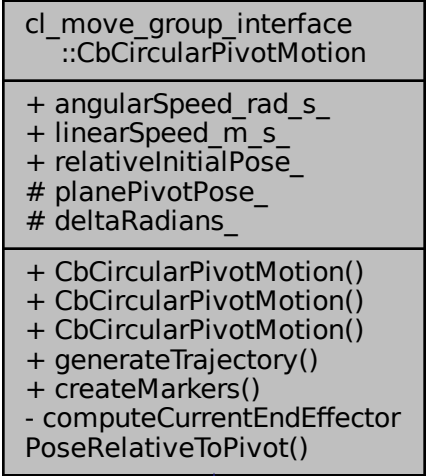 cl_move_group_interface
::CbCircularPivotMotion
+ angularSpeed_rad_s_
+ linearSpeed_m_s_
+ relativeInitialPose_
# planePivotPose_
# deltaRadians_
+ CbCircularPivotMotion()
+ CbCircularPivotMotion()
+ CbCircularPivotMotion()
+ generateTrajectory()
+ createMarkers()
- computeCurrentEndEffector
PoseRelativeToPivot()